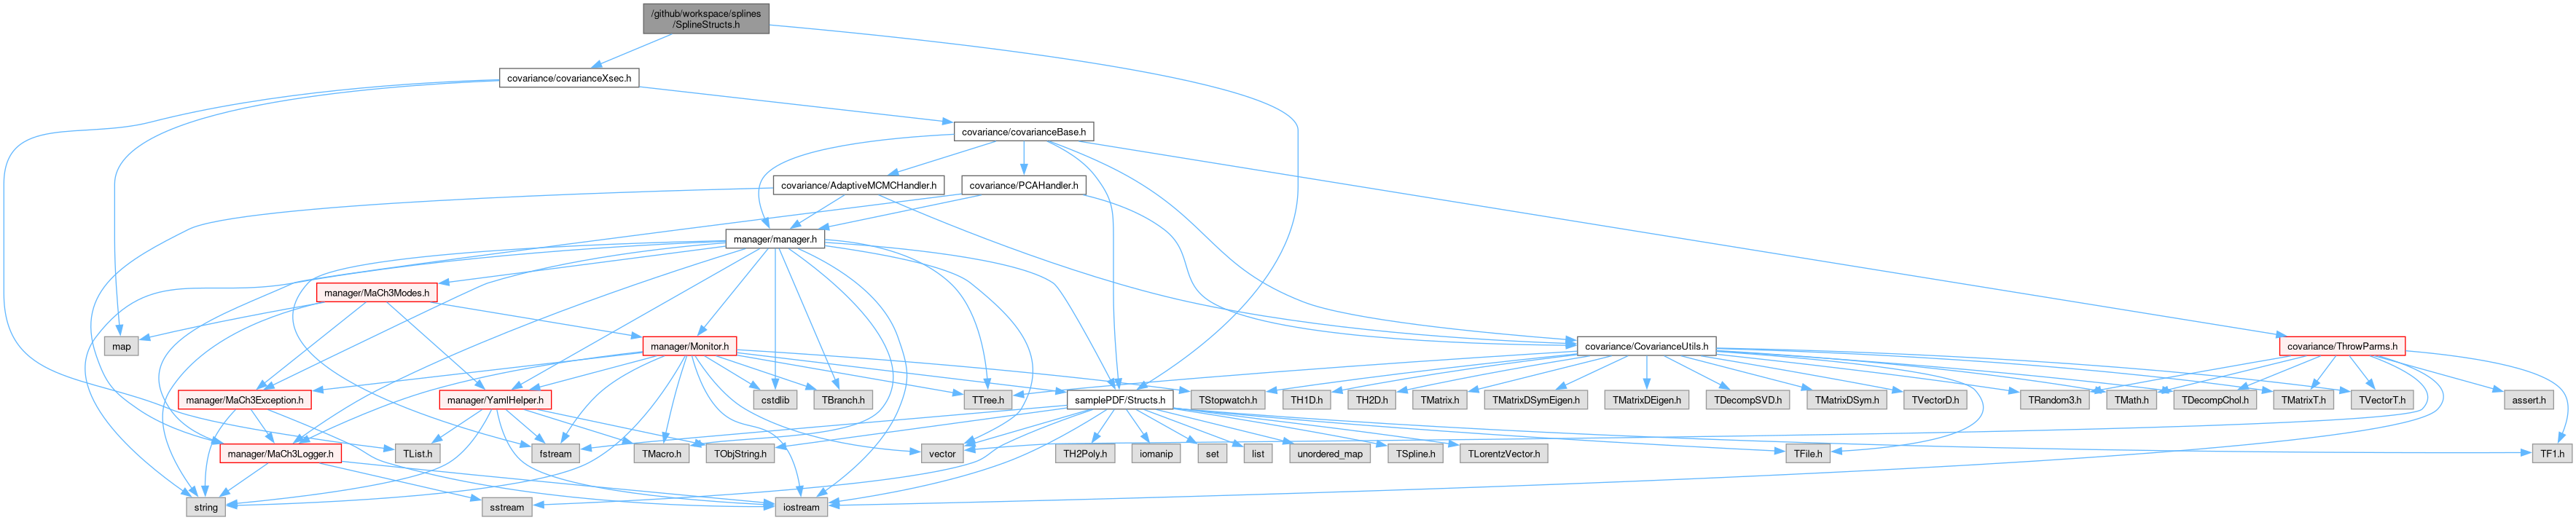 /github/workspace/splines
/SplineStructs.h
covariance/covarianceXsec.h
covariance/covarianceBase.h
covariance/AdaptiveMCMCHandler.h
covariance/PCAHandler.h
manager/manager.h
manager/MaCh3Modes.h
map
manager/Monitor.h
covariance/CovarianceUtils.h
covariance/ThrowParms.h
manager/MaCh3Exception.h
manager/YamlHelper.h
cstdlib
TBranch.h
TTree.h
samplePDF/Structs.h
TStopwatch.h
TH1D.h
TH2D.h
TMatrix.h
TMatrixDSymEigen.h
TMatrixDEigen.h
TDecompSVD.h
TMatrixDSym.h
TVectorD.h
TRandom3.h
TMath.h
TDecompChol.h
TMatrixT.h
TVectorT.h
assert.h
manager/MaCh3Logger.h
TList.h
fstream
TMacro.h
TObjString.h
vector
TH2Poly.h
iomanip
set
list
unordered_map
TSpline.h
TLorentzVector.h
TFile.h
TF1.h
string
sstream
iostream